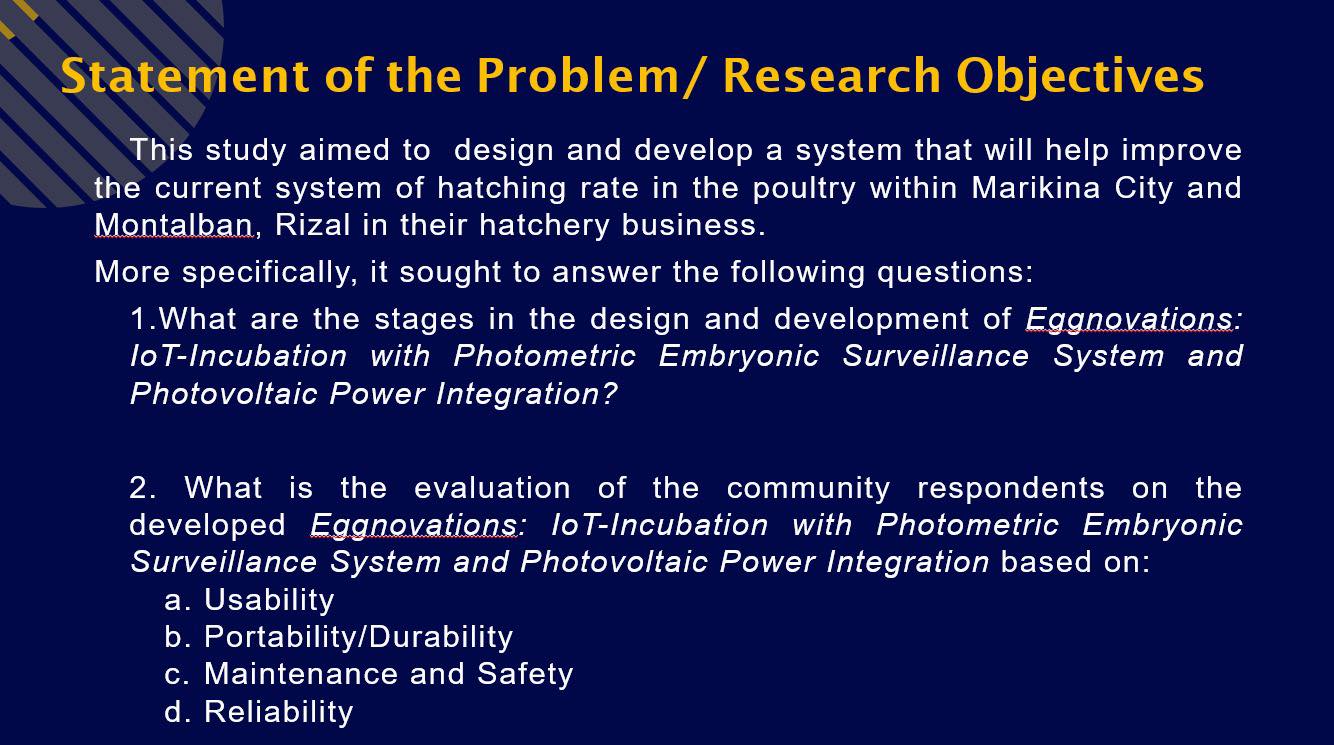 Statement of the Problem/ Research Objectives
This study aimed to  design and develop a system that will help improve
the current system of hatching rate in the poultry within Marikina City and
Montalban, Rizal in their hatchery business.
More specifically, it sought to answer the following questions:
1.What are the stages in the design and development of Eggnovations:
IoT-Incubation with Photometric Embryonic Surveillance System and
Photovoltaic Power Integration?
2. What is the evaluation of the community respondents on the
developed Eggnovations: IoT-Incubation with Photometric Embryonic
Surveillance System and Photovoltaic Power Integration based on:
a. Usability
b. Portability/Durability
c. Maintenance and Safety
d. Reliability